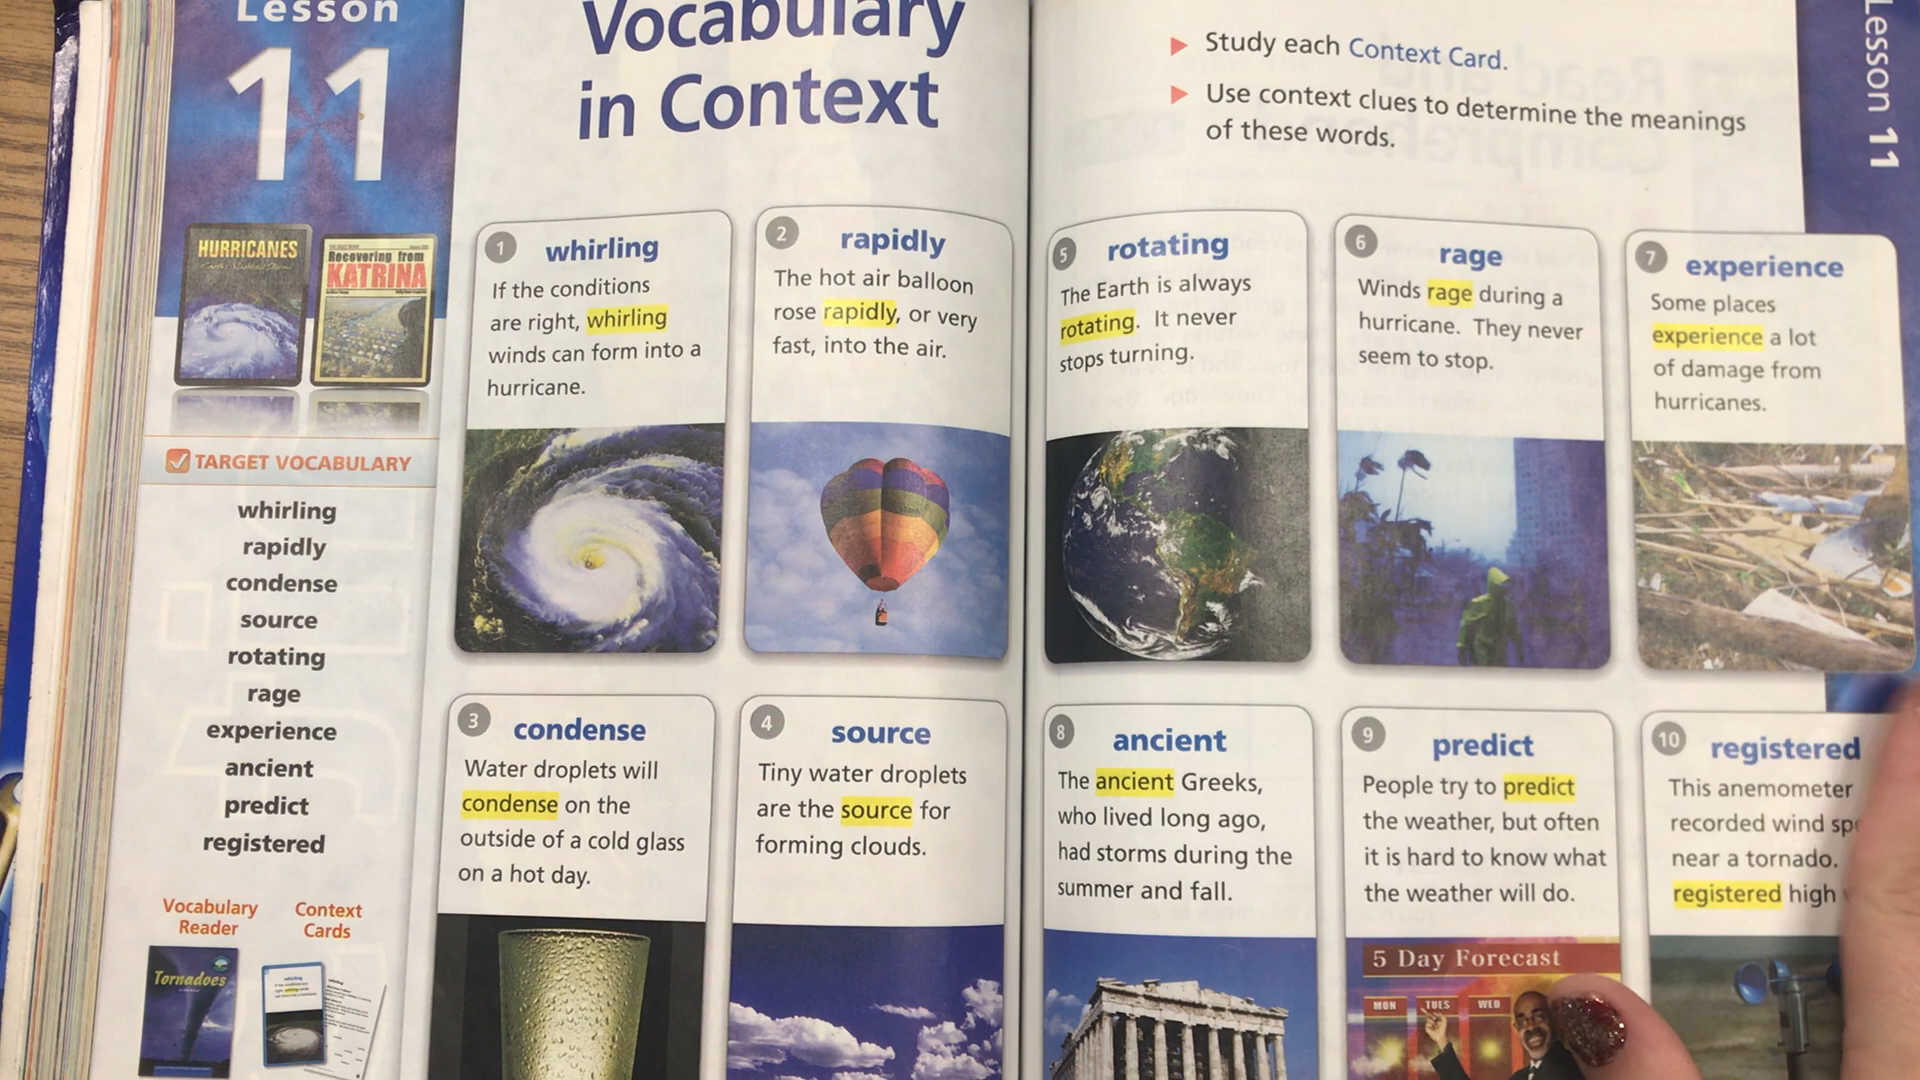 Lesson
11
HURRICANES
Recovering from
KATRINA
TARGET VOCABULARY
whirling
rapidly
condense
source
rotating
rage
experience
ancient
predict
registered
Vocabulary
Reader
Context
Cards
Tornadoes
Vocabulary
in Context
1 whirling
If the conditions
are right, whirling
winds can form into a
hurricane.
2 rapidly
The hot air balloon
rose rapidly, or very
fast, into the air.
3 condense
Water droplets will
condense on the
outside of a cold glass
on a hot day.
4 source
Tiny water droplets
are the source for
forming clouds.
Study each Context Card.
Use context clues to determine the meanings
of these words.
5 rotating
The Earth is always
rotating. It never
stops turning.
6 rage
Winds rage during a
hurricane. They never
seem to stop.
7 experience
Some places
experience a lot
of damage from
hurricanes.
8 ancient
The ancient Greeks,
who lived long ago,
had storms during the
summer and fall.
9 predict
People try to predict
the weather, but often
it is hard to know what
the weather will do.
5 Day Forecast
MON TUES WED
10 registered
This anemometer
recorded wind
near a tornado.
registered high
Lesson 11